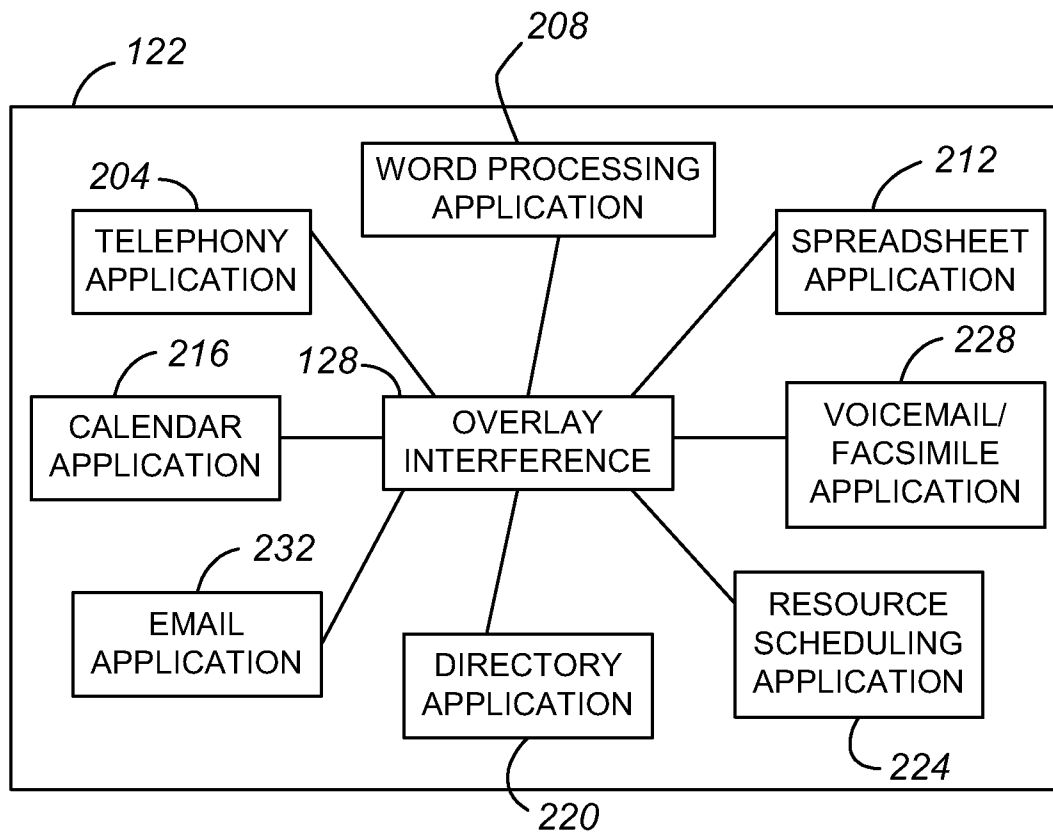 208
122
WORD PROCESSING
APPLICATION
204
212
TELEPHONY
APPLICATION
SPREADSHEET
APPLICATION
216
128
228
CALENDAR
APPLICATION
OVERLAY
INTERFERENCE
VOICEMAIL/
FACSIMILE
APPLICATION
232
EMAIL
APPLICATION
DIRECTORY
APPLICATION
RESOURCE
SCHEDULING
APPLICATION
224
220